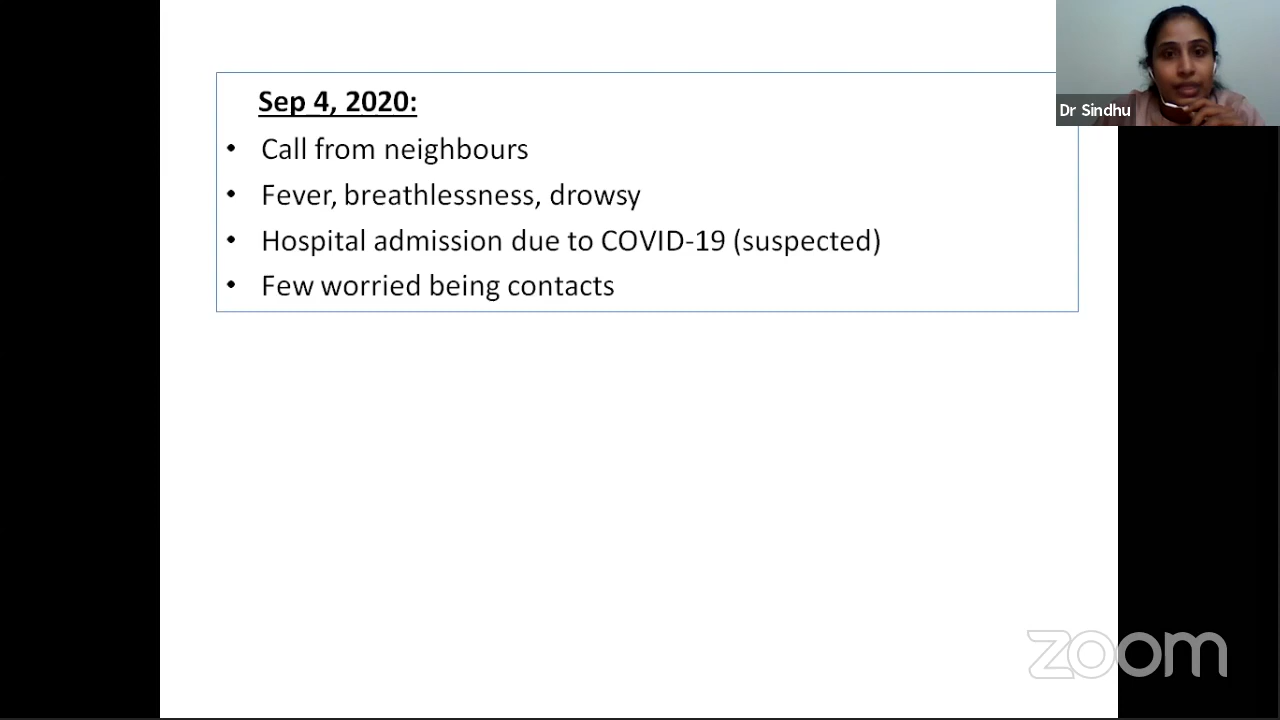 Sep 4, 2020:
• Call from neighbours
• Fever, breathlessness, drowsy
• Hospital admission due to COVID-19 (suspected)
• Few worried being contacts
Dr Sindhu
zoom